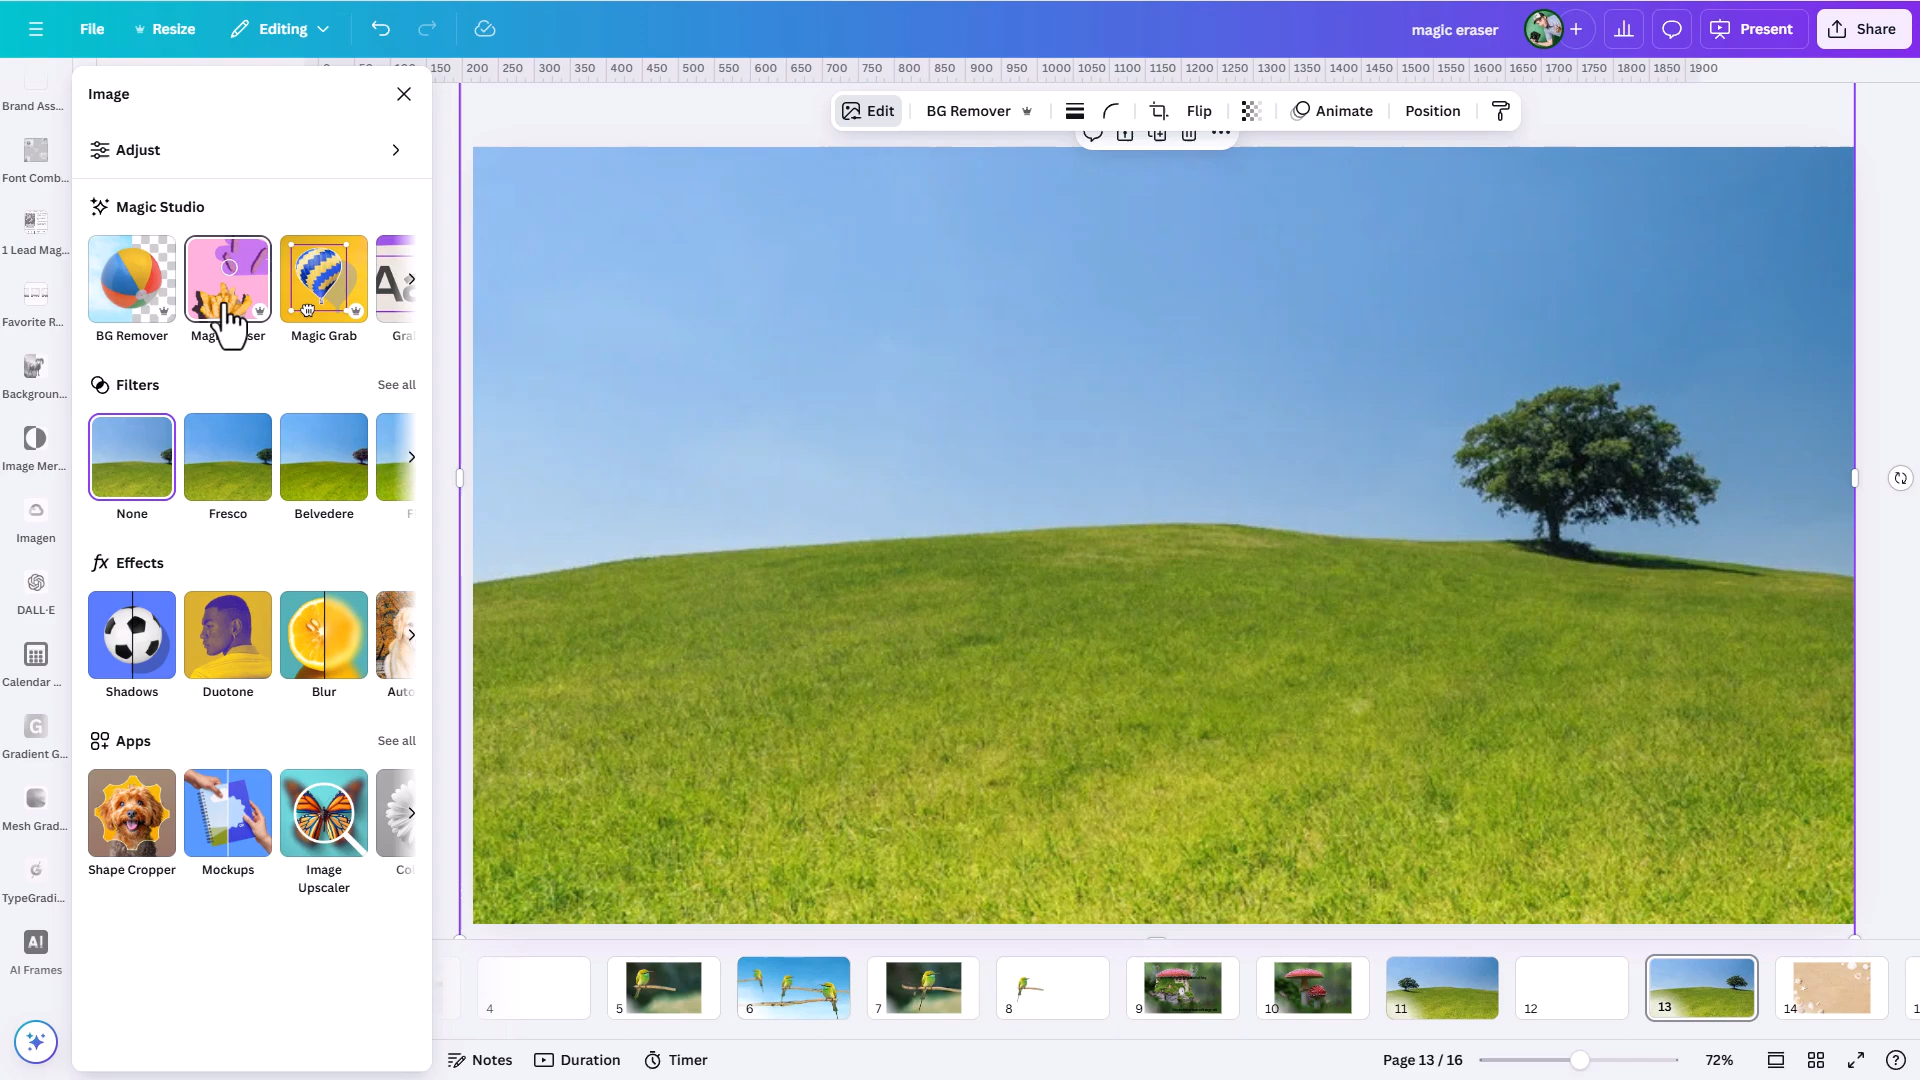 File
Resize
Editing
magic eraser
Present
Share
150 200 250 300 350 400 450 500 550 600 650 700 750 800 850 900 950 1000 1050 1100 1150 1200 1250 1300 1350 1400 1450 1500 1550 1600 1650 1700 1750 1800 1850 1900
Brand Ass...
Font Comb...
1 Lead Mag...
Favorite R...
Backgroun...
Image Mer...
Imagen
DALL·E
Calendar ...
Gradient G...
Mesh Grad...
TypeGradi...
AI
AI Frames
Image
Adjust
Magic Studio
BG Remover
Magic Grab
Filters
See all
None
Fresco
Belvedere
fx Effects
Shadows
Duotone
Blur
Auto
Apps
See all
Shape Cropper
Mockups
Image
Upscaler
Edit
BG Remover
Flip
Animate
Position
4
5
6
7
8
9
10
11
12
13
14
Notes
Duration
Timer
Page 13 / 16
72%